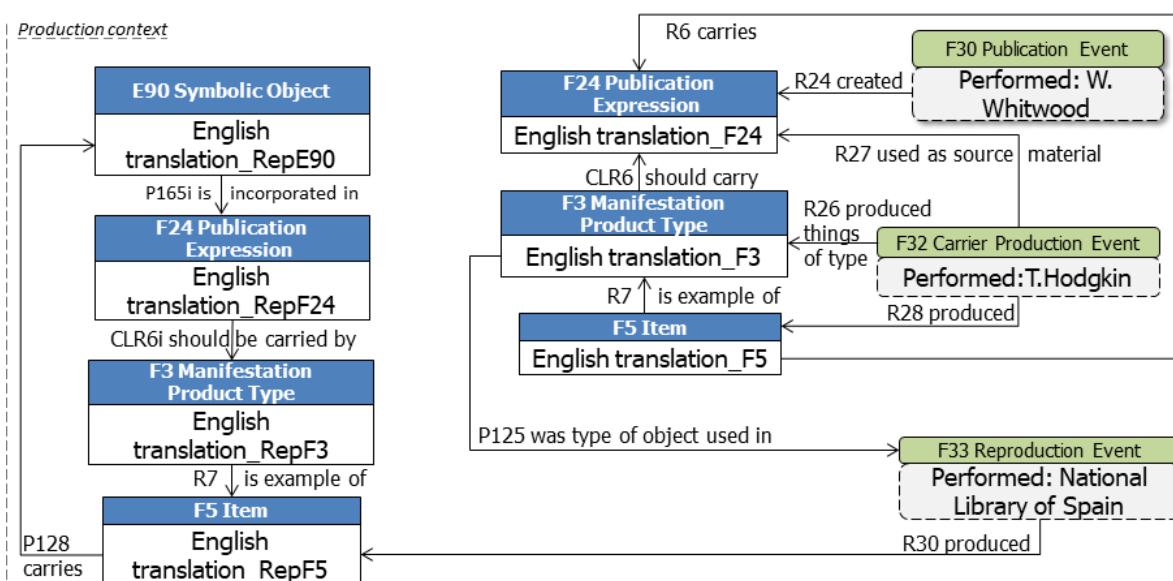 Production context
E90 Symbolic Object
English
translation_RepE90
P165i is incorporated in
F24 Publication
Expression
English
translation_RepF24
CLR6i should be carried by
F3 Manifestation
Product Type
English
translation_RepF3
R7 is example of
F5 Item
English
translation_RepF5
P128
carries
R6 carries
F24 Publication
Expression
English translation_F24
R24 created
F30 Publication Event
Performed: W.
Whitwood
R27 used as source material
CLR6 should carry
F3 Manifestation
Product Type
English translation_F3
R26 produced
things
of type
F32 Carrier Production Event
Performed:T.Hodgkin
R7 is example of
R28 produced
F5 Item
English translation_F5
P125 was type of object used in
F33 Reproduction Event
Performed: National
Library of Spain
R30 produced